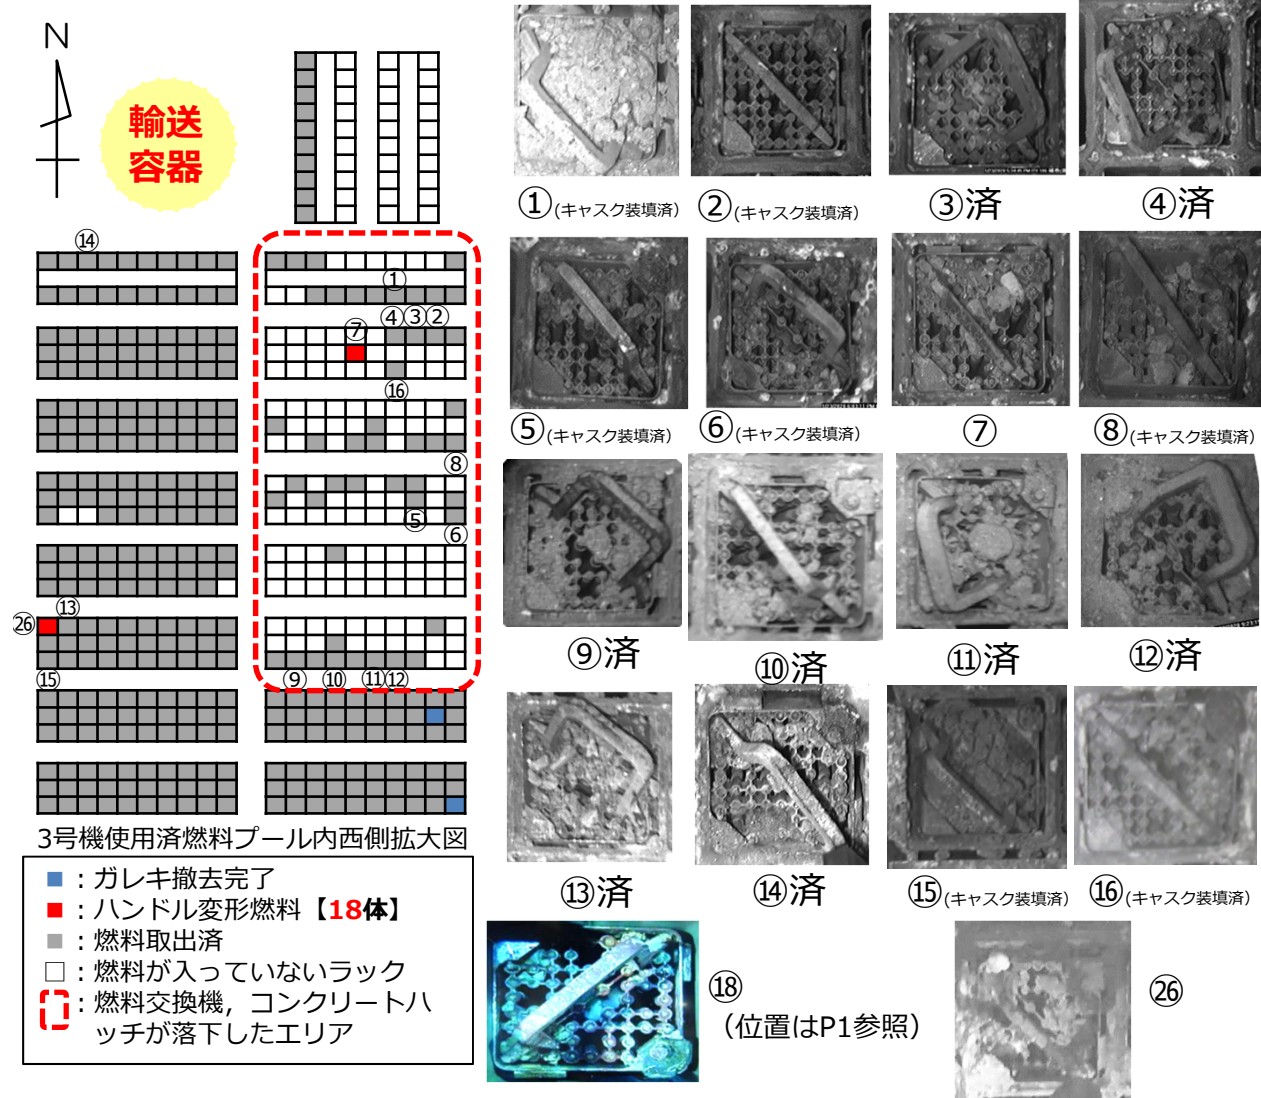 N
輸送
容器
⑭
①
④③②
⑦
⑯
⑧
⑤
⑥
⑬
㉖
⑮
⑨ ⑩ ⑪⑫
3号機使用済燃料プール内西側拡大図
■：ガレキ撤去完了
■：ハンドル変形燃料【18体】
■：燃料取出済
□：燃料が入っていないラック
：燃料交換機，コンクリートハ
ッチが落下したエリア
①(キャスク装填済)
②(キャスク装填済)
③済
④済
⑤(キャスク装填済)
⑥(キャスク装填済)
⑦
⑧(キャスク装填済)
⑨済
⑩済
⑪済
⑫済
⑬済
⑭済
⑮(キャスク装填済)
⑯(キャスク装填済)
⑱
（位置はP1参照）
㉖